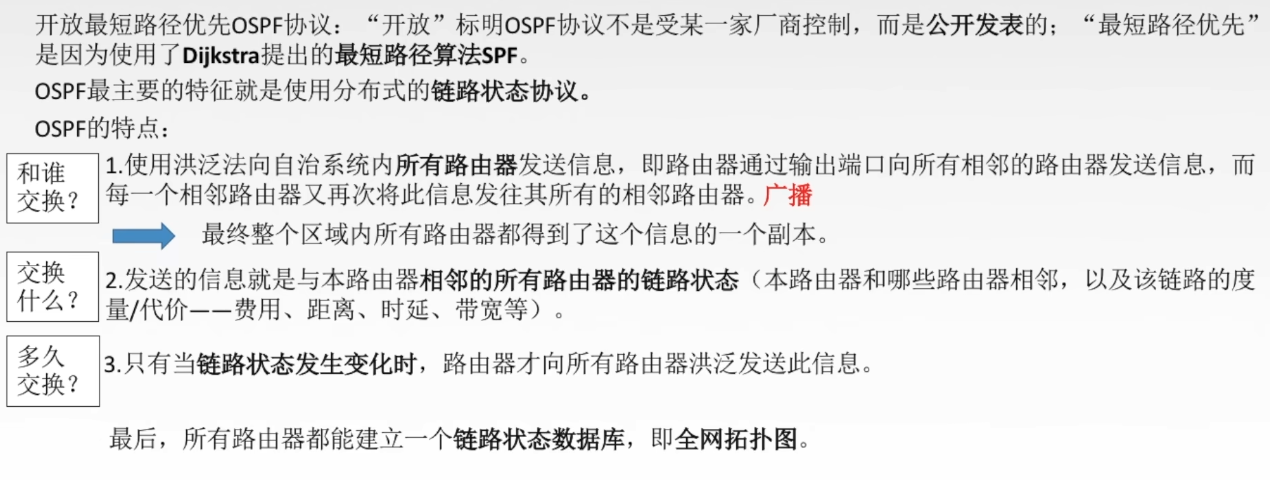 开放最短路径优先OSPF协议：“开放”标明OSPF协议不是受某一家厂商控制，而是公开发表的；“最短路径优先”
是因为使用了Dijkstra提出的最短路径算法SPF。
OSPF最主要的特征就是使用分布式的链路状态协议。
OSPF的特点：
和谁
交换？
1.使用洪泛法向自治系统内所有路由器发送信息，即路由器通过输出端口向所有相邻的路由器发送信息，而
每一个相邻路由器又再次将此信息发往其所有的相邻路由器。广播
最终整个区域内所有路由器都得到了这个信息的一个副本。
交换
什么？
2.发送的信息就是与本路由器相邻的所有路由器的链路状态（本路由器和哪些路由器相邻，以及该链路的度
量/代价——费用、距离、时延、带宽等）。
多久
交换？
3.只有当链路状态发生变化时，路由器才向所有路由器洪泛发送此信息。
最后，所有路由器都能建立一个链路状态数据库，即全网拓扑图。